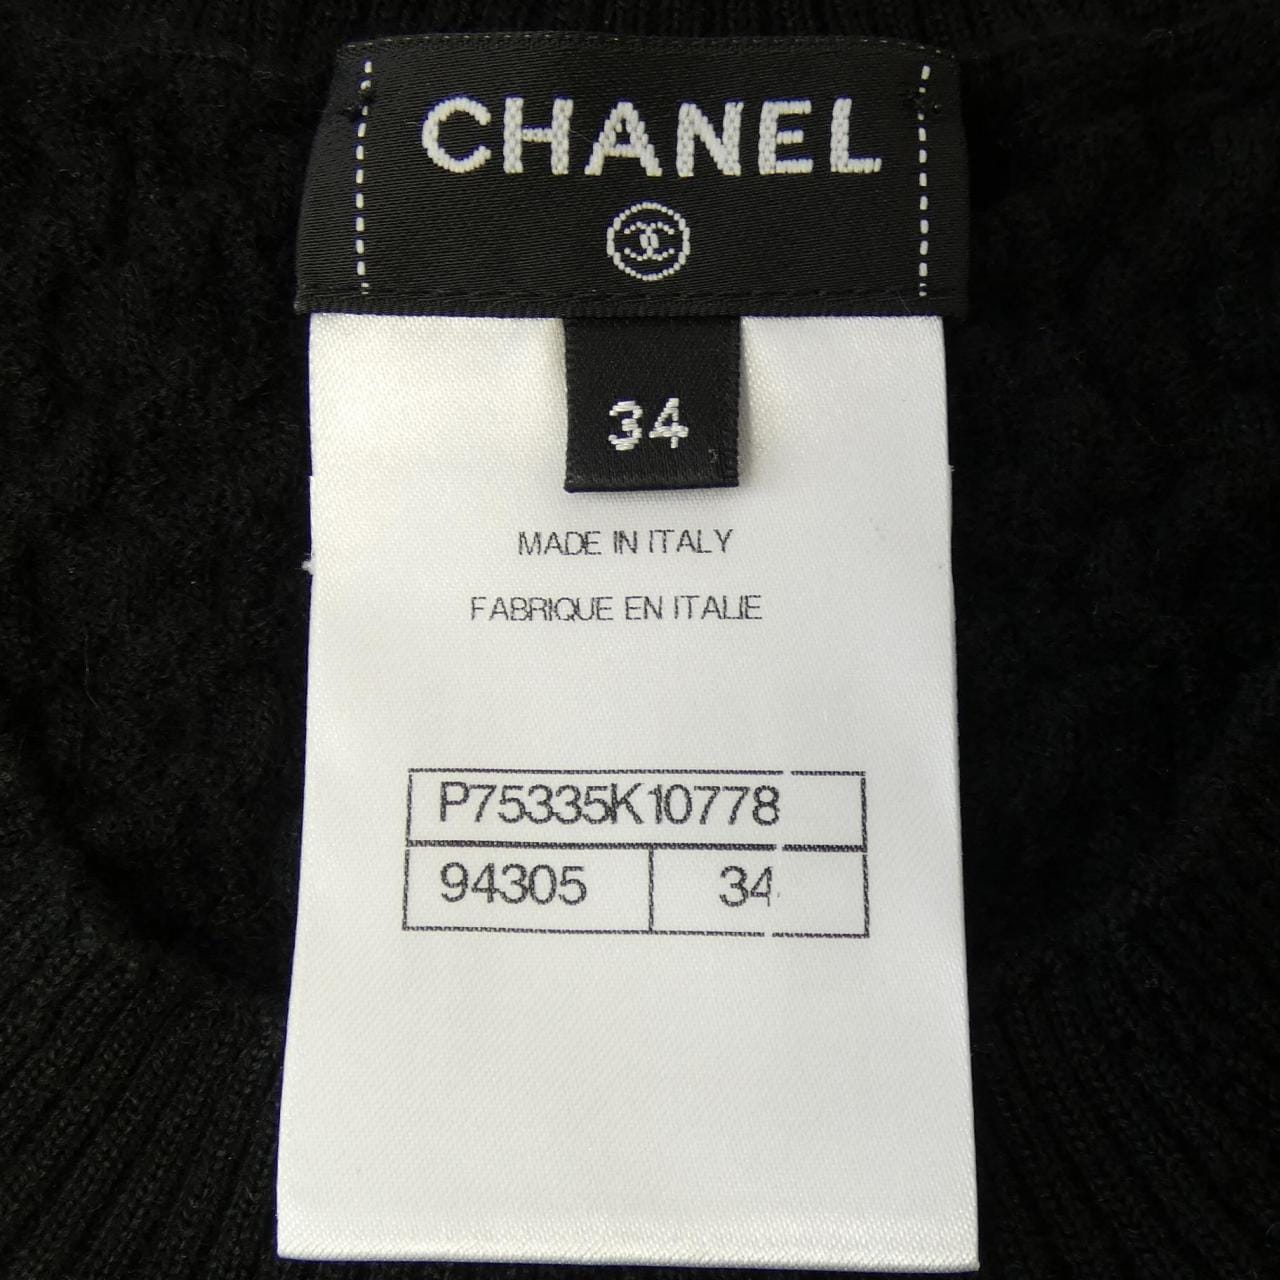 CHANEL
34
MADE IN ITALY
FABRIQUE EN ITALIE
P75335K10778
94305 34